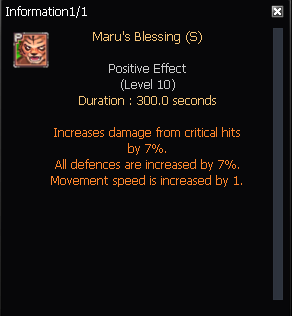 Information1/1
P
Maru's Blessing (S)
Positive Effect
(Level 10)
Duration : 300.0 seconds
Increases damage from critical hits
by 7%.
All defences are increased by 7%.
Movement speed is increased by 1.